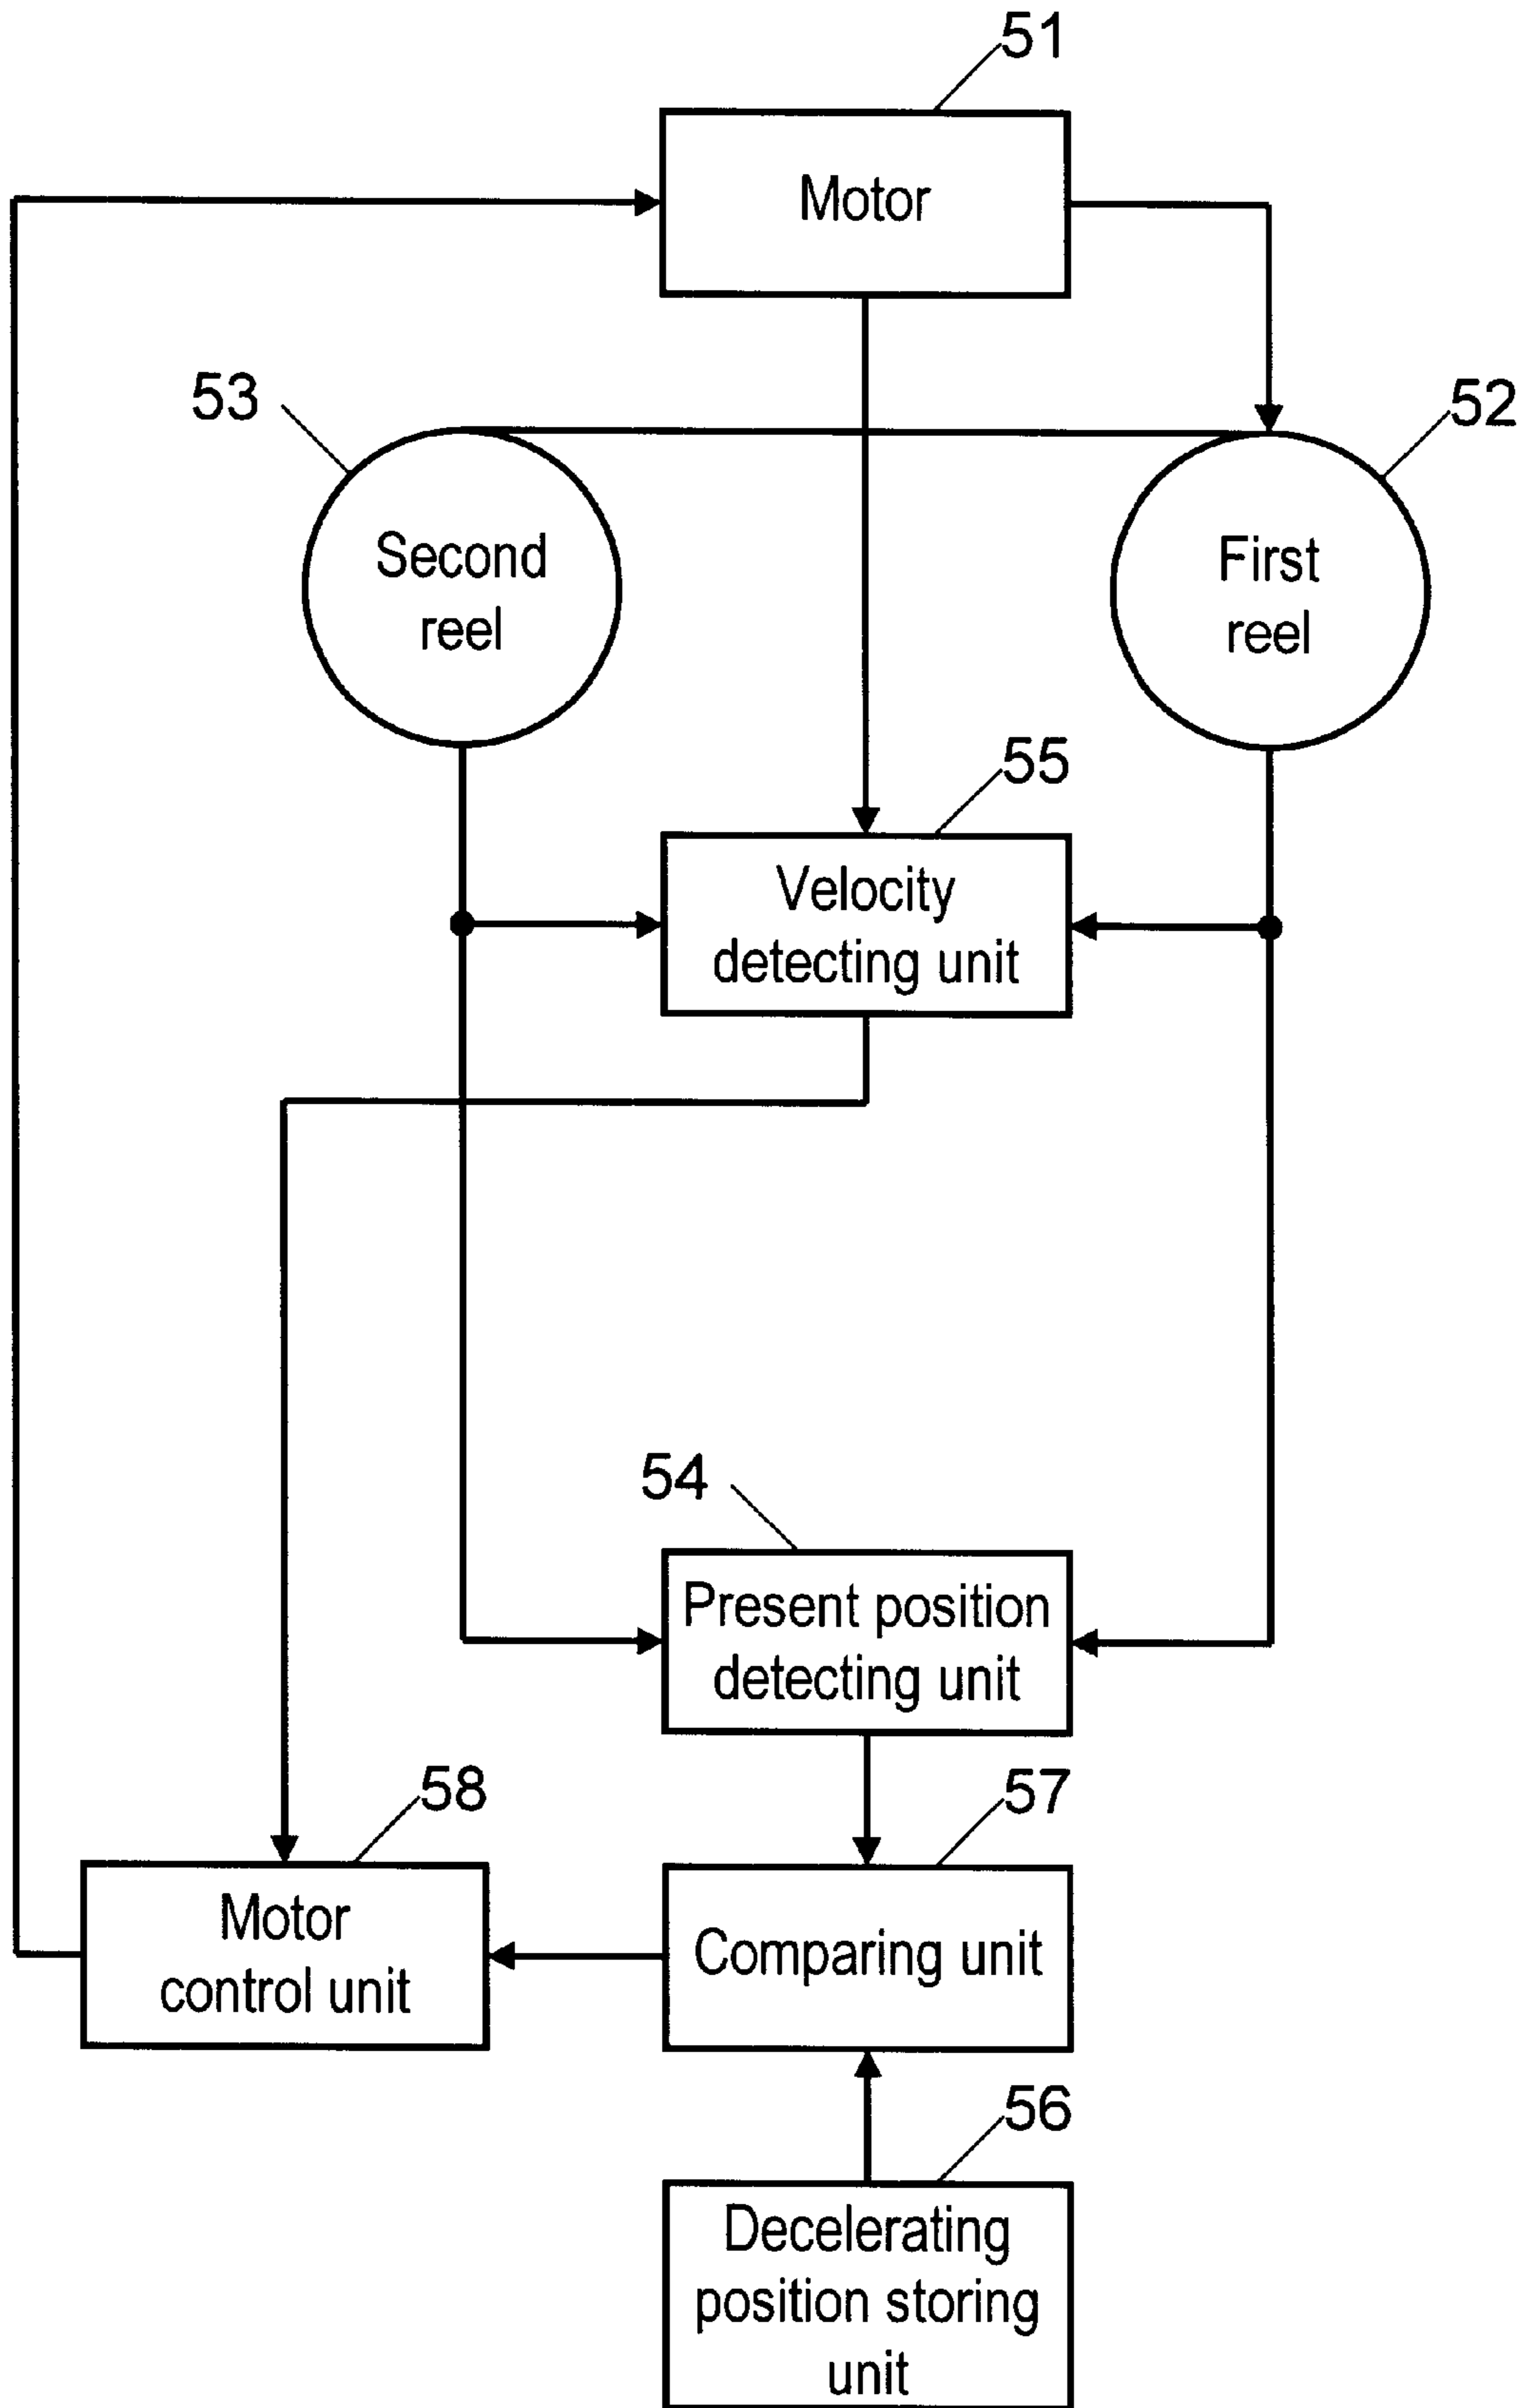 51
Motor
53
52
Second
reel
First
reel
55
Velocity
detecting unit
54
Present position
detecting unit
58
57
Motor
control unit
Comparing unit
56
Decelerating
position storing
unit